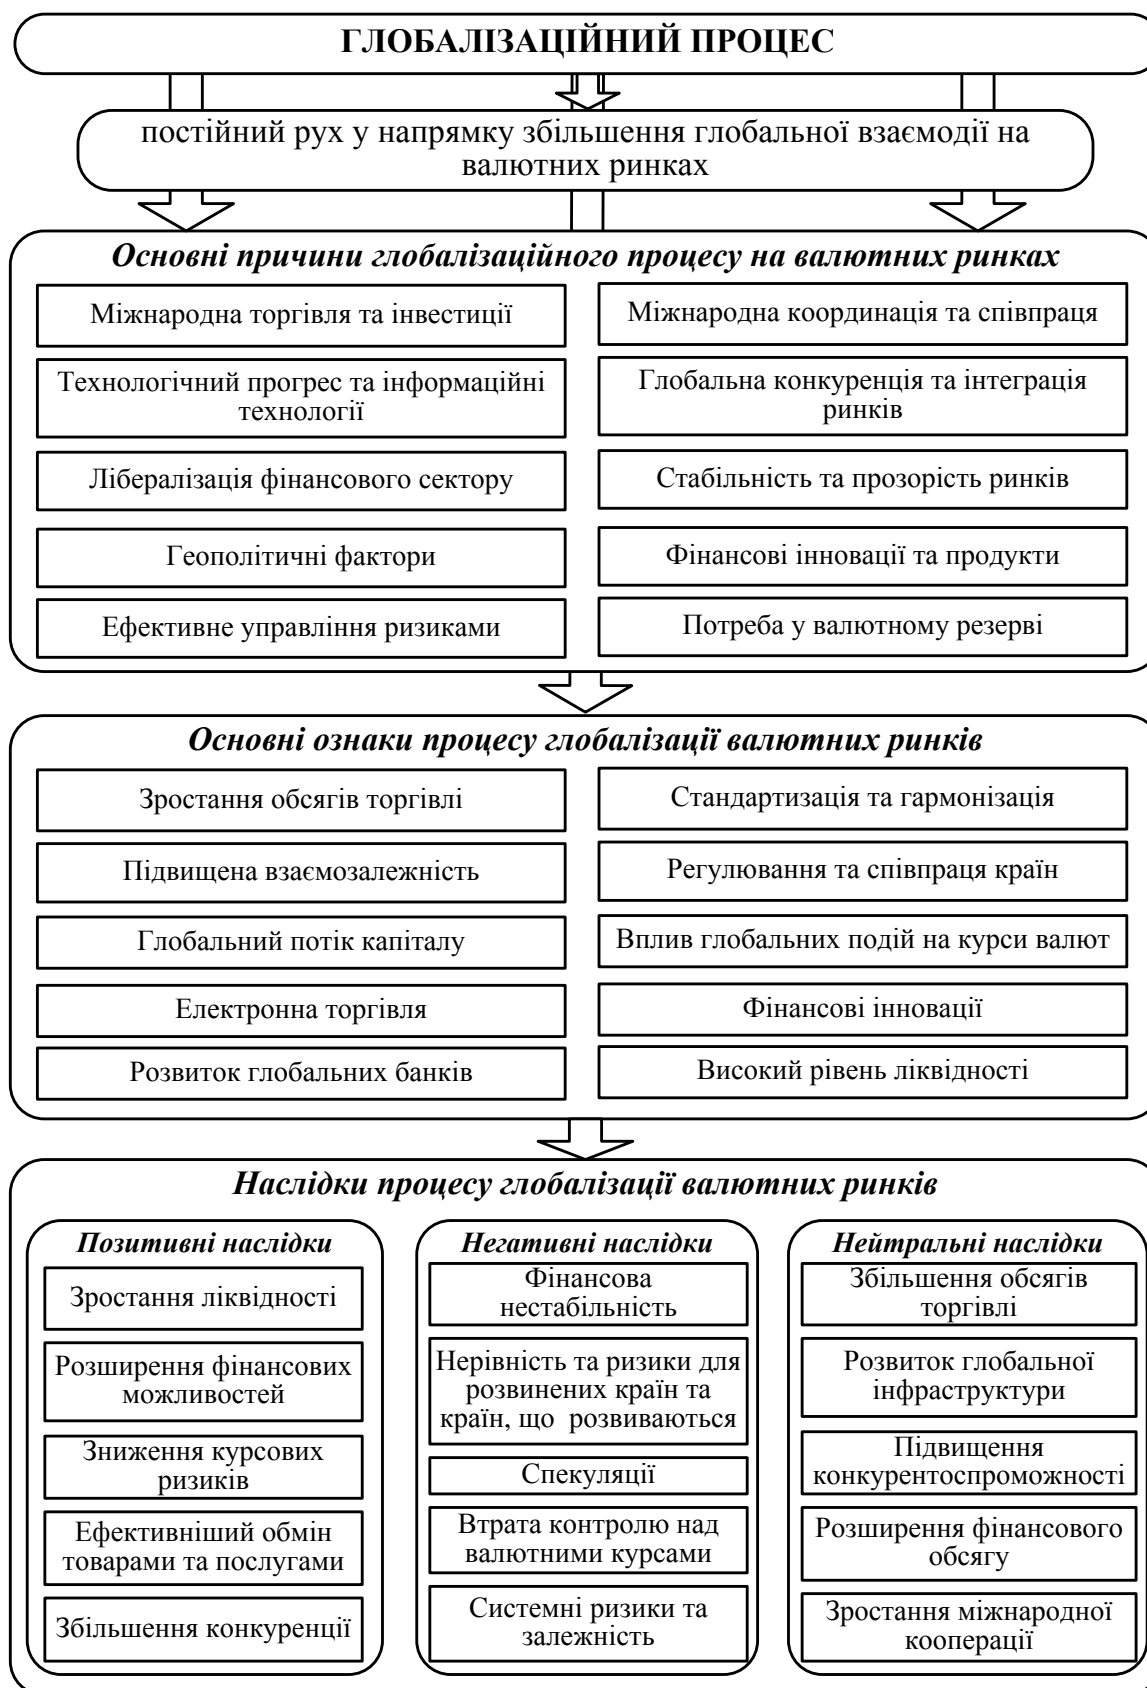 ГЛОБАЛІЗАЦІЙНИЙ ПРОЦЕС
постійний рух у напрямку збільшення глобальної взаємодії на
валютних ринках
Основні причини глобалізаційного процесу на валютних ринках
Міжнародна торгівля та інвестиції
Міжнародна координація та співпраця
Технологічний прогрес та інформаційні
технології
Глобальна конкуренція та інтеграція
ринків
Лібералізація фінансового сектору
Стабільність та прозорість ринків
Геополітичні фактори
Фінансові інновації та продукти
Ефективне управління ризиками
Потреба у валютному резерві
Основні ознаки процесу глобалізації валютних ринків
Зростання обсягів торгівлі
Стандартизація та гармонізація
Підвищена взаємозалежність
Регулювання та співпраця країн
Глобальний потік капіталу
Вплив глобальних подій на курси валют
Електронна торгівля
Фінансові інновації
Розвиток глобальних банків
Високий рівень ліквідності
Наслідки процесу глобалізації валютних ринків
Позитивні наслідки
Зростання ліквідності
Розширення фінансових
можливостей
Зниження курсових
ризиків
Ефективніший обмін
товарами та послугами
Збільшення конкуренції
Негативні наслідки
Фінансова
нестабільність
Нерівність та ризики для
розвинених країн та
країн, що розвиваються
Спекуляції
Втрата контролю над
валютними курсами
Системні ризики та
залежність
Нейтральні наслідки
Збільшення обсягів
торгівлі
Розвиток глобальної
інфраструктури
Підвищення
конкурентоспроможності
Розширення фінансового
обсягу
Зростання міжнародної
кооперації